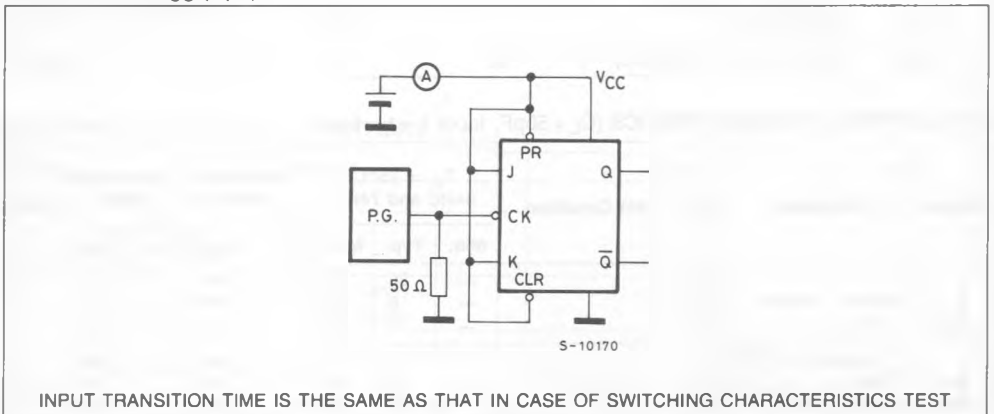 A
VCC
PR
J
Q
P.G.
CK
K
Q̅
CLR
50 Ω
S-10170
INPUT TRANSITION TIME IS THE SAME AS THAT IN CASE OF SWITCHING CHARACTERISTICS TEST